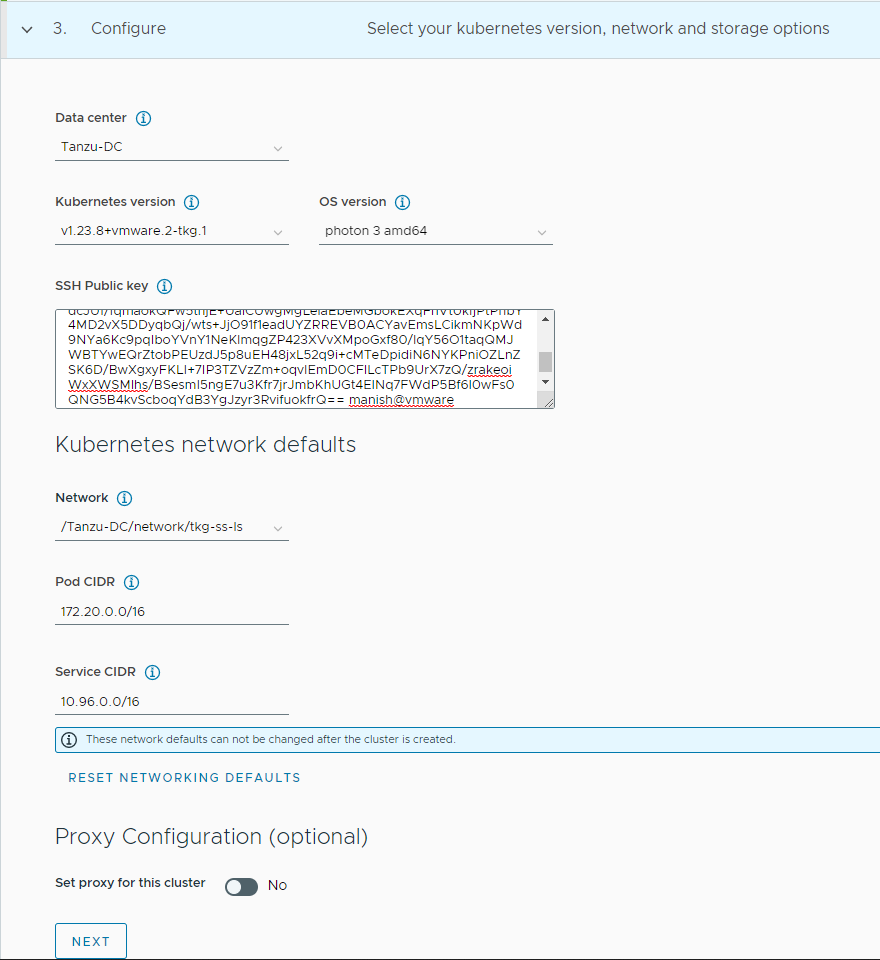 3. Configure Select your kubernetes version, network and storage options
Data center
Tanzu-DC
Kubernetes version OS version
v1.23.8+vmware.2-tkg.1 photon 3 amd64
SSH Public key
4MD2vX5DDyqbQj/wts+JjO91f1eadUYZRREVB0ACYavEmsLCikmNKpWd
9NYa6Kc9pqIboYVnY1NeKlmqgZP423XVvXMpoGxf80/IqY56O1taqQMJ
WBTYwEQrZtobPEUzdJ5p8uEH48jxL52q9i+cMTeDpidiN6NYKPniOZLnZ
SK6D/BwXgxyFKLI+7IP3TZVzZm+oqvIEmD0CFILcTPb9UrX7zQ/zrakeoi
WxXWSMIhs/BSesmI5ngE7u3Kfr7jrJmbKhUGt4EINq7FWdP5Bf6I0wFs0
QNG5B4kvScboqYdB3YgJzyr3RvifuokfrQ== manish@vmware
Kubernetes network defaults
Network
/Tanzu-DC/network/tkg-ss-ls
Pod CIDR
172.20.0.0/16
Service CIDR
10.96.0.0/16
These network defaults can not be changed after the cluster is created.
RESET NETWORKING DEFAULTS
Proxy Configuration (optional)
Set proxy for this cluster No
NEXT